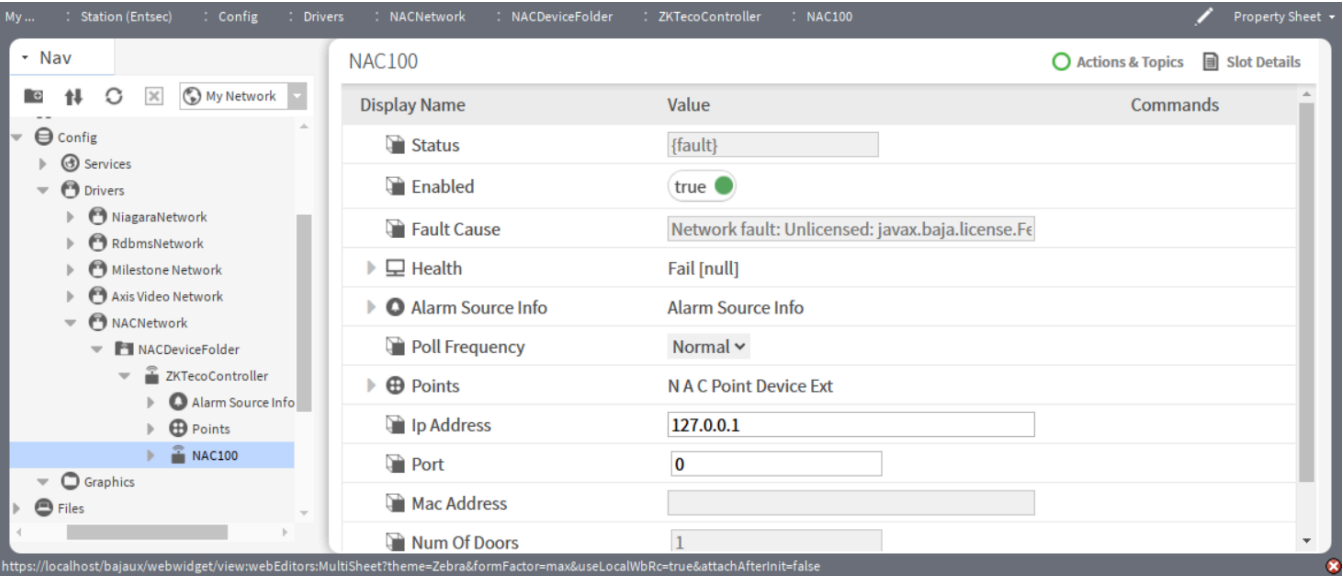 My ... : Station (Entsec) : Config : Drivers : NACNetwork : NACDeviceFolder : ZKTecoController : NAC100 Property Sheet
Nav
My Network
Config
Services
Drivers
NiagaraNetwork
RdbmsNetwork
Milestone Network
Axis Video Network
NACNetwork
NACDeviceFolder
ZKTecoController
Alarm Source Info
Points
NAC100
Graphics
Files
NAC100 Actions & Topics Slot Details
Display Name Value Commands
Status {fault}
Enabled true
Fault Cause Network fault: Unlicensed: javax.baja.license.Fe
Health Fail [null]
Alarm Source Info Alarm Source Info
Poll Frequency Normal
Points N A C Point Device Ext
Ip Address 127.0.0.1
Port 0
Mac Address
Num Of Doors 1
https://localhost/bajaux/webwidget/view:webEditors:MultiSheet?theme=Zebra&formFactor=max&useLocalWbRc=true&attachAfterInit=false